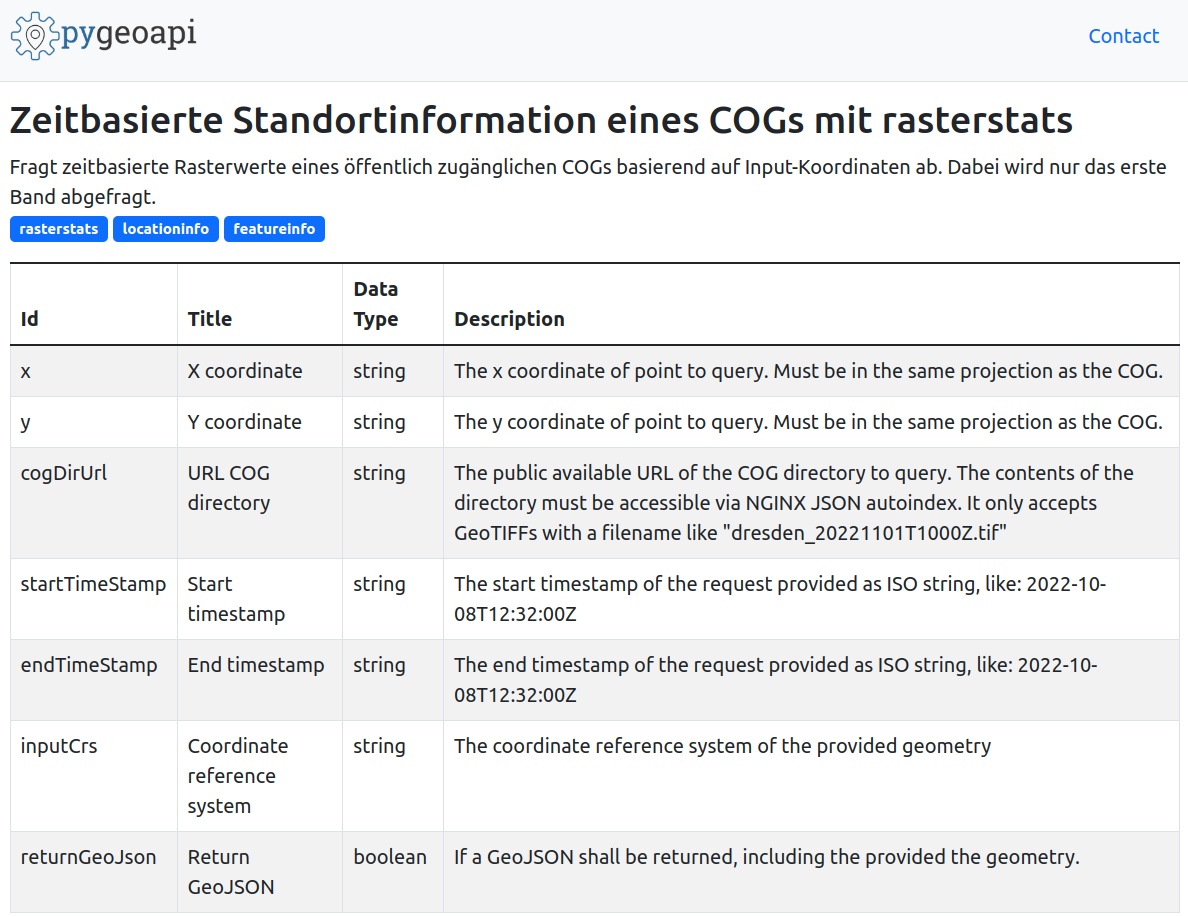 pygeoapi
Contact
Zeitbasierte Standortinformation eines COGs mit rasterstats
Fragt zeitbasierte Rasterwerte eines öffentlich zugänglichen COGs basierend auf Input-Koordinaten ab. Dabei wird nur das erste
Band abgefragt.
rasterstats locationinfo featureinfo
Id Title Data Type Description
x X coordinate string The x coordinate of point to query. Must be in the same projection as the COG.
y Y coordinate string The y coordinate of point to query. Must be in the same projection as the COG.
cogDirUrl URL COG string The public available URL of the COG directory to query. The contents of the
directory directory must be accessible via NGINX JSON autoindex. It only accepts
GeoTIFFs with a filename like "dresden_20221101T1000Z.tif"
startTimeStamp Start string The start timestamp of the request provided as ISO string, like: 2022-10-
timestamp 08T12:32:00Z
endTimeStamp End timestamp string The end timestamp of the request provided as ISO string, like: 2022-10-
08T12:32:00Z
inputCrs Coordinate string The coordinate reference system of the provided geometry
reference
system
returnGeoJson Return boolean If a GeoJSON shall be returned, including the provided the geometry.
GeoJSON